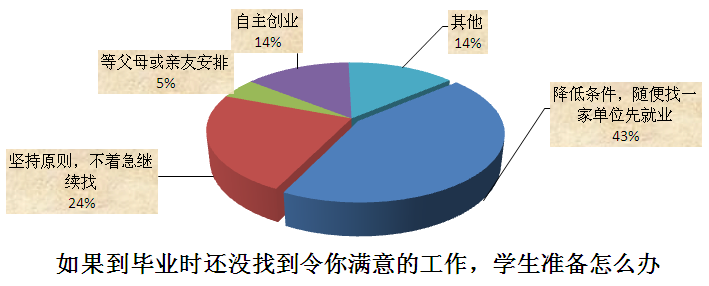 自主创业
14%
其他
14%
等父母或亲友安排
5%
降低条件，随便找一
家单位先就业
43%
坚持原则，不着急继
续找
24%
如果到毕业时还没找到令你满意的工作，学生准备怎么办